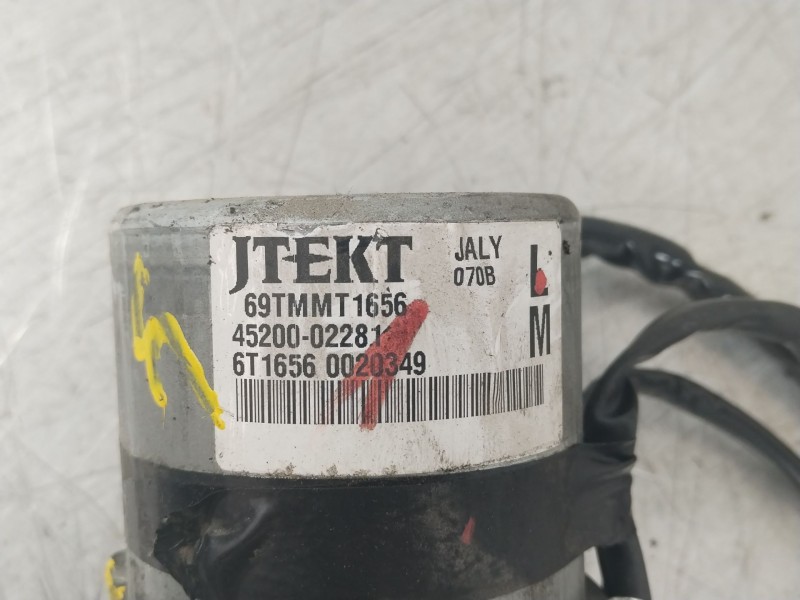 JTEKT JALY L
070B
69TMMT1656
45200-02281 M
6T1656 0020349